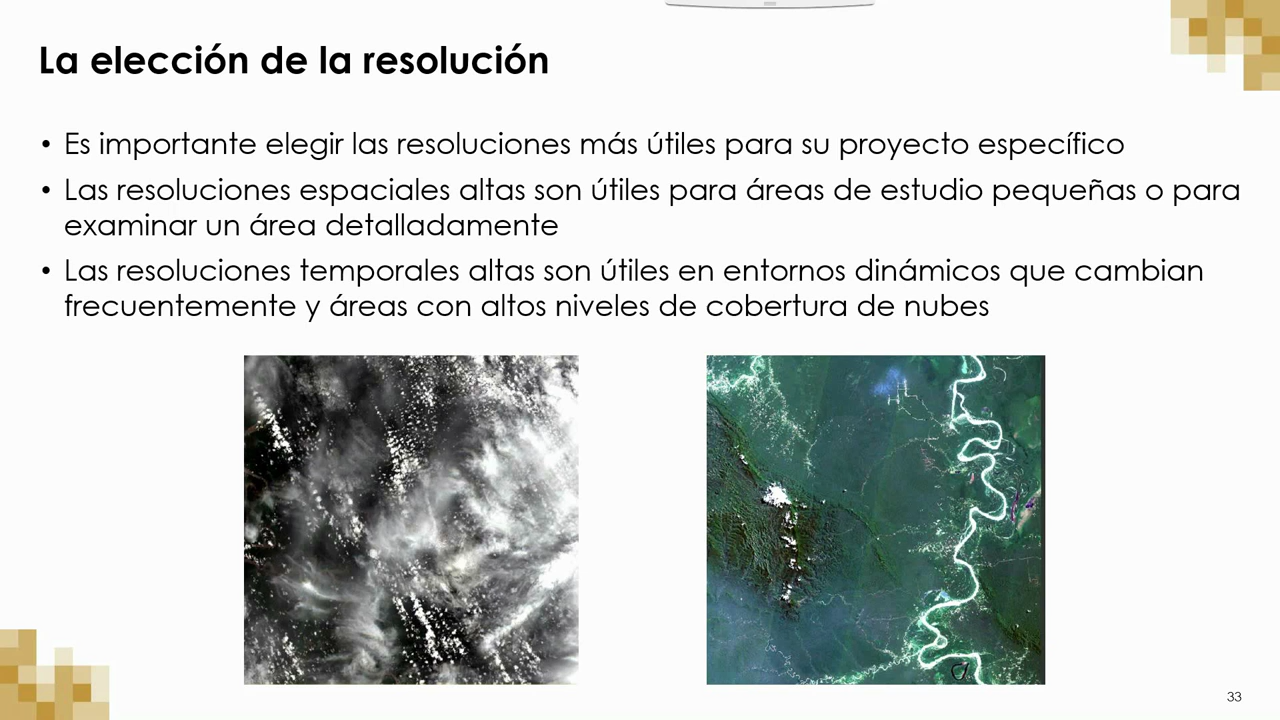 La elección de la resolución
• Es importante elegir las resoluciones más útiles para su proyecto específico
• Las resoluciones espaciales altas son útiles para áreas de estudio pequeñas o para
examinar un área detalladamente
• Las resoluciones temporales altas son útiles en entornos dinámicos que cambian
frecuentemente y áreas con altos niveles de cobertura de nubes
33